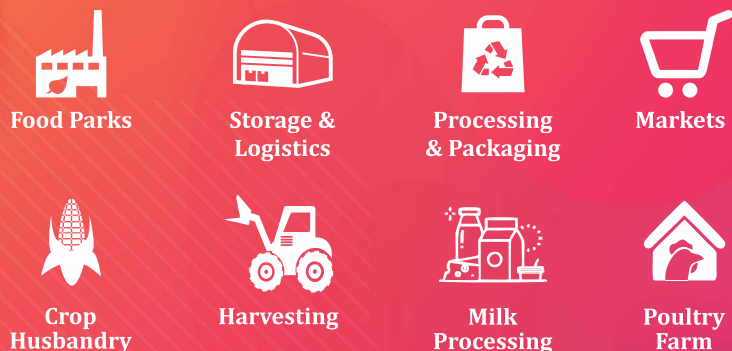 Food Parks
Storage &
Logistics
Processing
& Packaging
Markets
Crop
Husbandry
Harvesting
Milk
Processing
Poultry
Farm